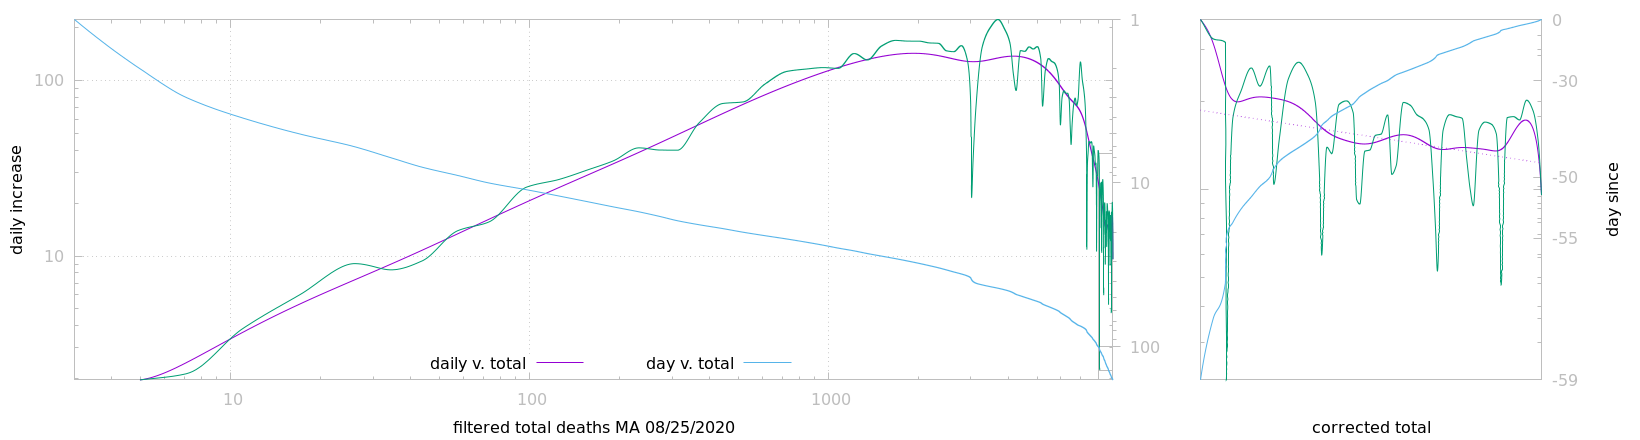 1
0
100
-30
10
-50
daily increase
day since
10
-55
daily v. total
day v. total
100
-59
10
100
1000
filtered total deaths MA 08/25/2020
corrected total